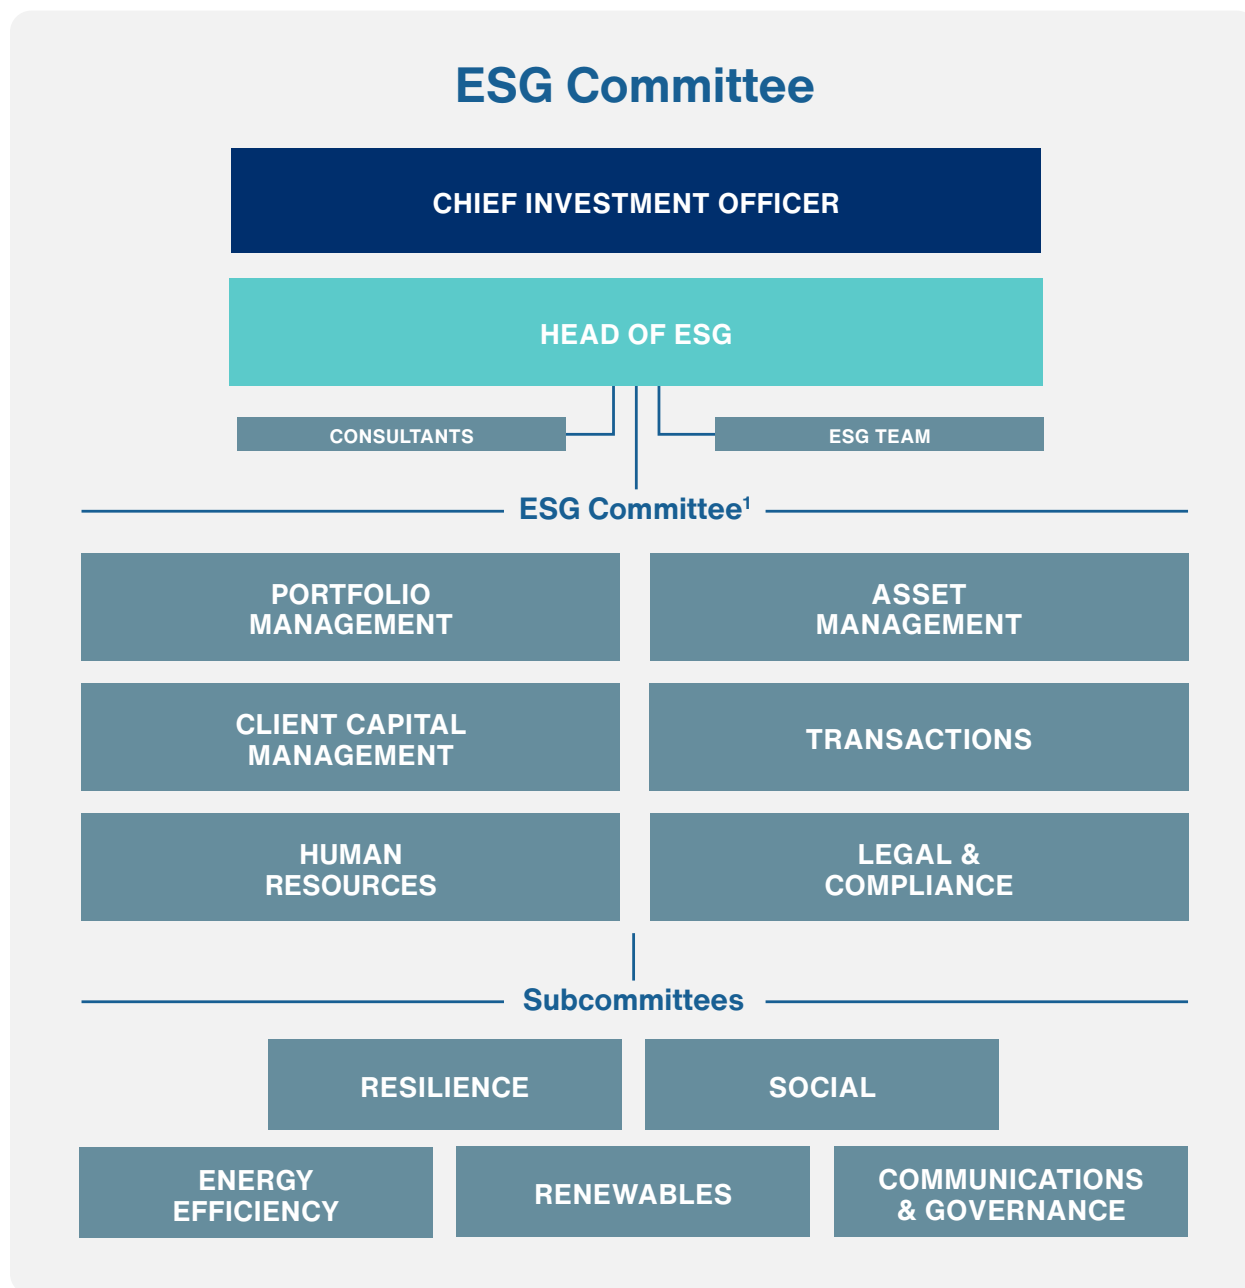 ESG Committee
CHIEF INVESTMENT OFFICER
HEAD OF ESG
CONSULTANTS
ESG TEAM
ESG Committee¹
PORTFOLIO
MANAGEMENT
ASSET
MANAGEMENT
CLIENT CAPITAL
MANAGEMENT
TRANSACTIONS
HUMAN
RESOURCES
LEGAL &
COMPLIANCE
Subcommittees
RESILIENCE
SOCIAL
ENERGY
EFFICIENCY
RENEWABLES
COMMUNICATIONS
& GOVERNANCE